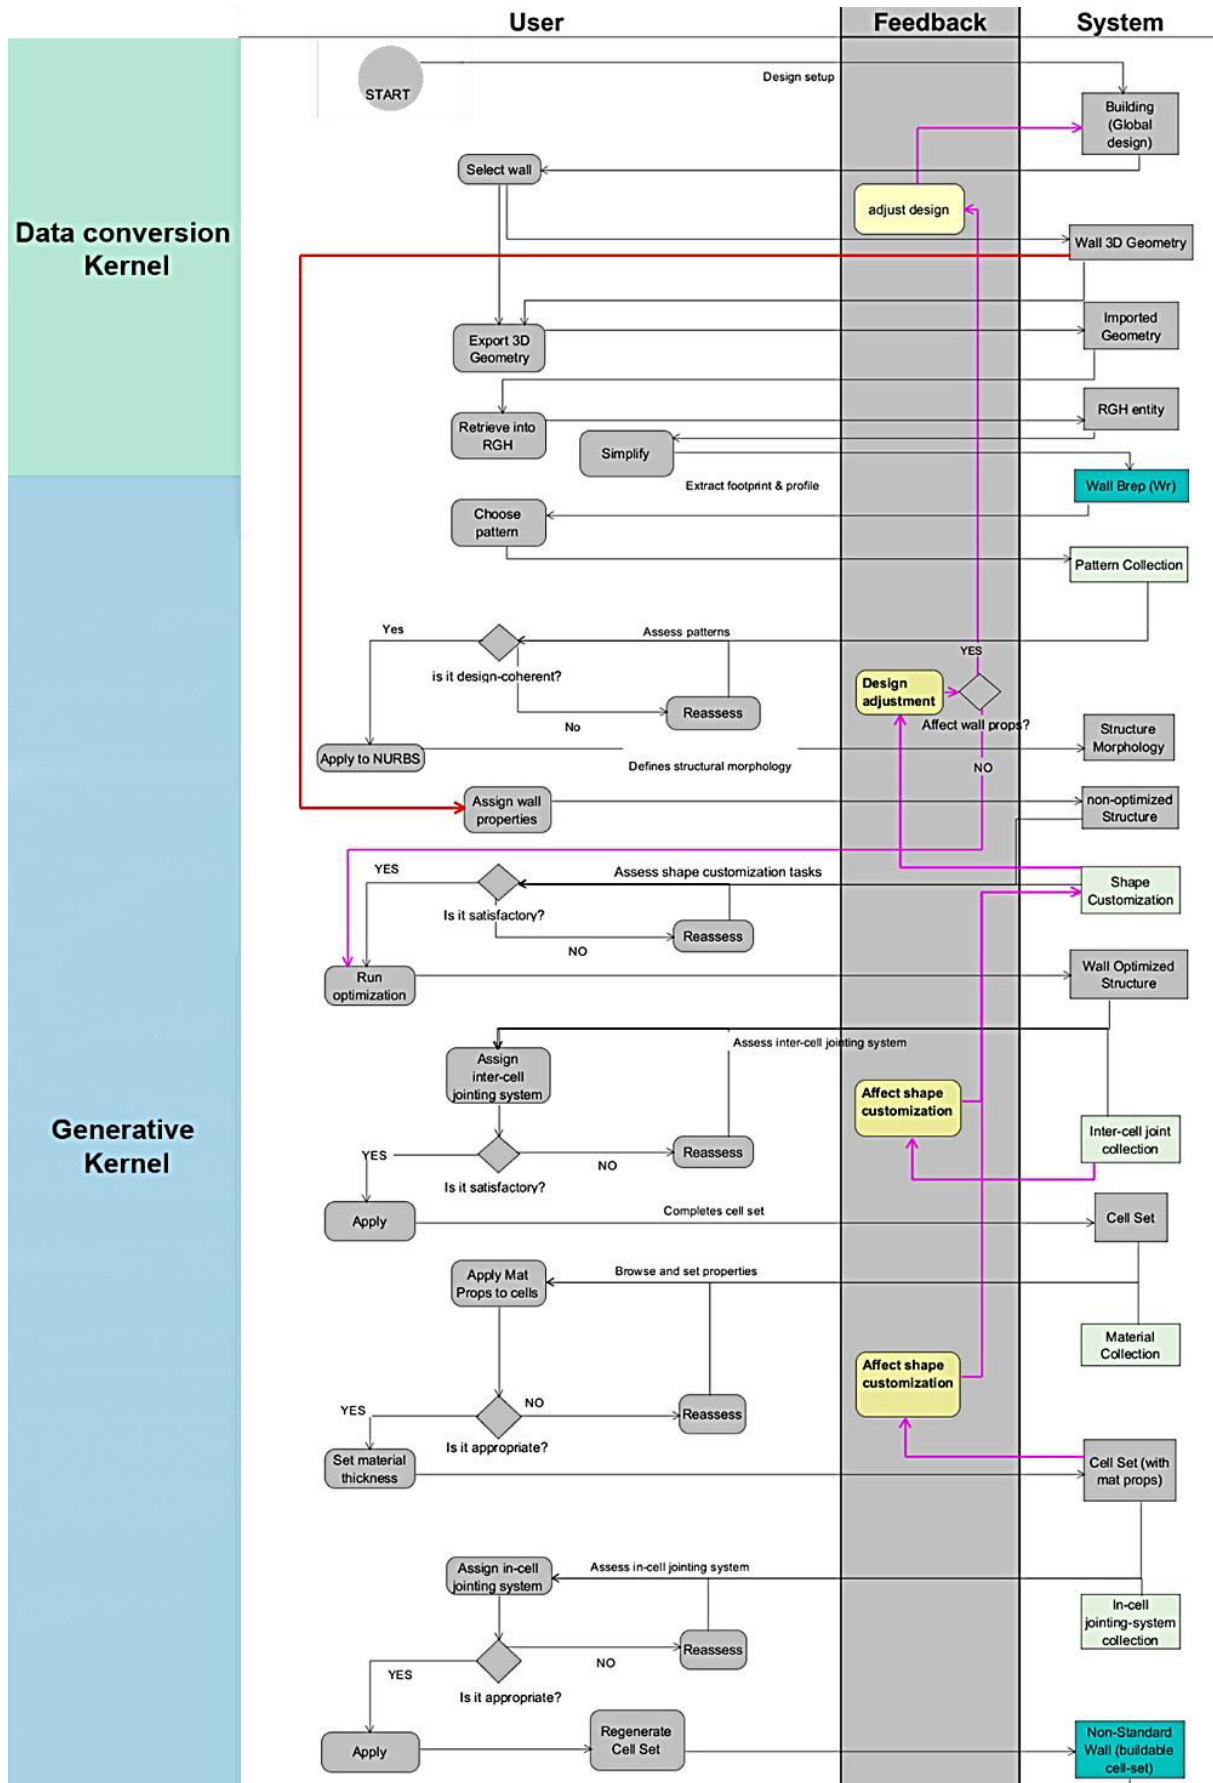 User
Feedback
System
START
Design setup
Building
(Global
design)
Select wall
adjust design
Data conversion
Kernel
Wall 3D Geometry
Export 3D
Geometry
Imported
Geometry
Retrieve into
RGH
RGH entity
Simplify
Extract footprint & profile
Wall Brep (Wr)
Choose
pattern
Pattern Collection
Yes
Assess patterns
is it design-coherent?
YES
Design
adjustment
Reassess
No
Affect wall props?
Structure
Morphology
Apply to NURBS
Defines structural morphology
NO
Assign wall
properties
non-optimized
Structure
YES
Assess shape customization tasks
Shape
Customization
Is it satisfactory?
Reassess
NO
Run
optimization
Wall Optimized
Structure
Assess inter-cell jointing system
Assign
inter-cell
jointing system
Affect shape
customization
Generative
Kernel
Inter-cell joint
collection
YES
Reassess
NO
Is it satisfactory?
Apply
Completes cell set
Cell Set
Apply Mat
Props to cells
Browse and set properties
Material
Collection
Affect shape
customization
YES
NO
Reassess
Is it appropriate?
Set material
thickness
Cell Set (with
mat props)
Assign in-cell
jointing system
Assess in-cell jointing system
In-cell
jointing-system
collection
Reassess
YES
NO
Is it appropriate?
Apply
Regenerate
Cell Set
Non-Standard
Wall (buildable
cell-set)